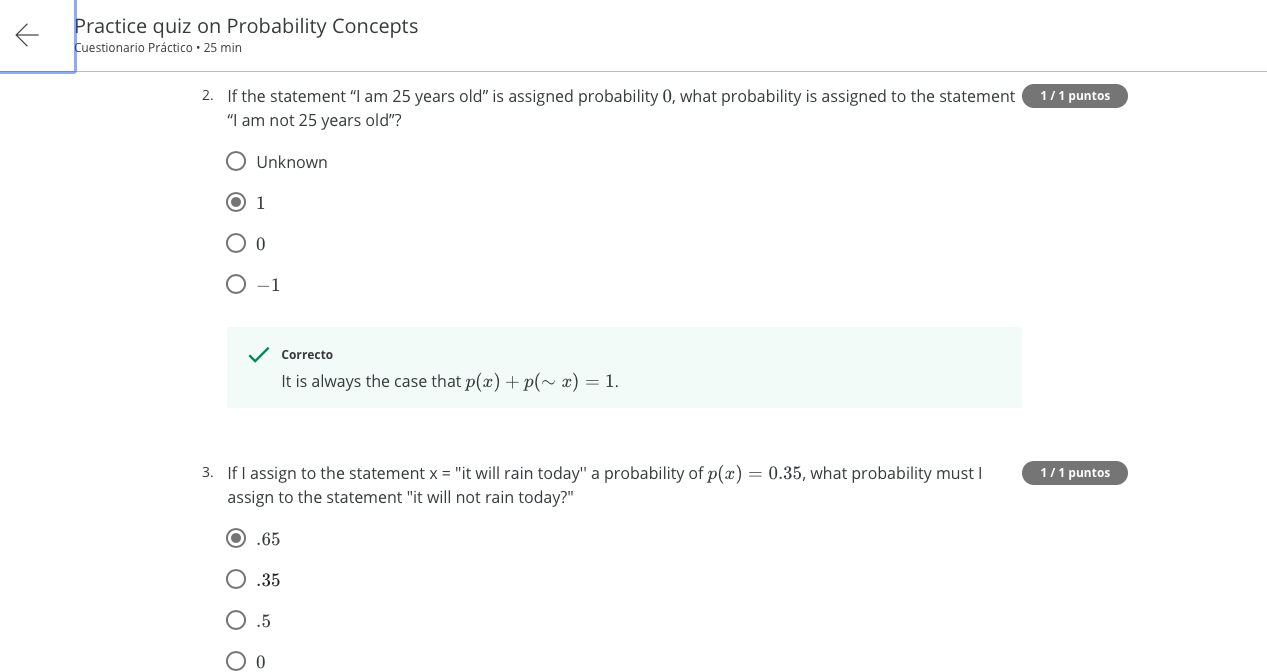 Practice quiz on Probability Concepts
Cuestionario Práctico • 25 min
2. If the statement “I am 25 years old” is assigned probability 0, what probability is assigned to the statement 1 / 1 puntos
“I am not 25 years old”?
Unknown
1
0
−1
Correcto
It is always the case that p(x) + p(∼ x) = 1.
3. If I assign to the statement x = "it will rain today'' a probability of p(x) = 0.35, what probability must I 1 / 1 puntos
assign to the statement "it will not rain today?"
.65
.35
.5
0